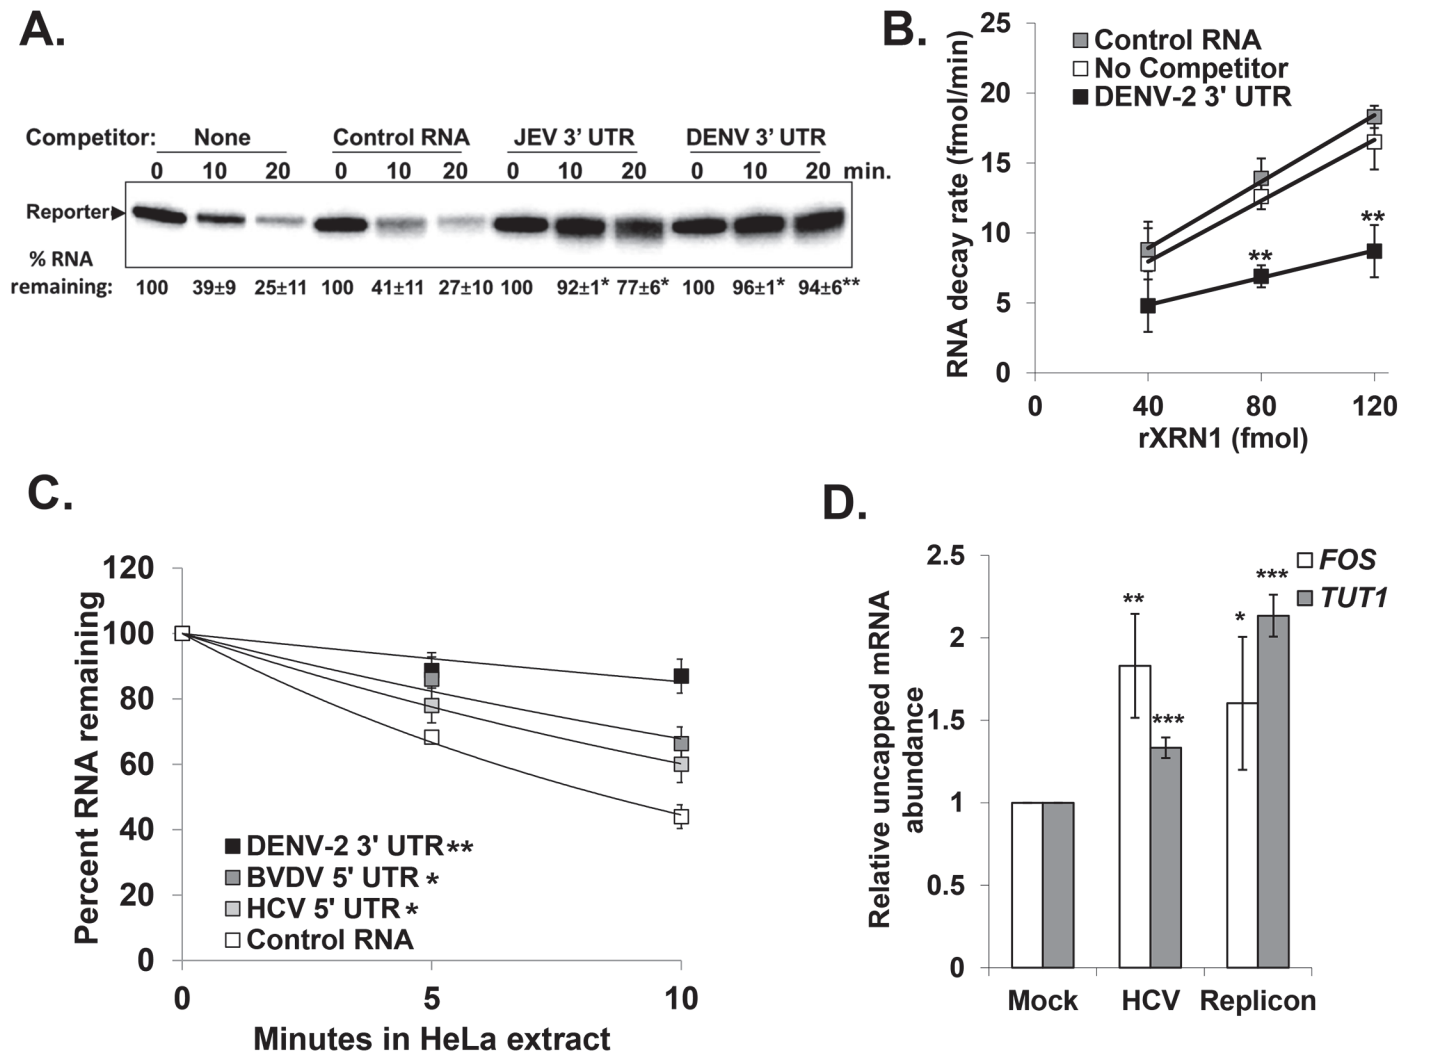 A.
Competitor: None Control RNA JEV 3’ UTR DENV 3’ UTR
0 10 20 0 10 20 0 10 20 0 10 20 min.
Reporter
% RNA
remaining: 100 39±9 25±11 100 41±11 27±10 100 92±1* 77±6* 100 96±1* 94±6**
B.
RNA decay rate (fmol/min)
25
20
15
10
5
0
Control RNA
No Competitor
DENV-2 3' UTR
**
**
0 40 80 120
rXRN1 (fmol)
C.
Percent RNA remaining
120
100
80
60
40
20
0
DENV-2 3' UTR**
BVDV 5' UTR *
HCV 5' UTR*
Control RNA
0 5 10
Minutes in HeLa extract
D.
Relative uncapped mRNA
abundance
2.5
2
1.5
1
0.5
0
FOS
TUT1
**
***
*
***
Mock HCV Replicon